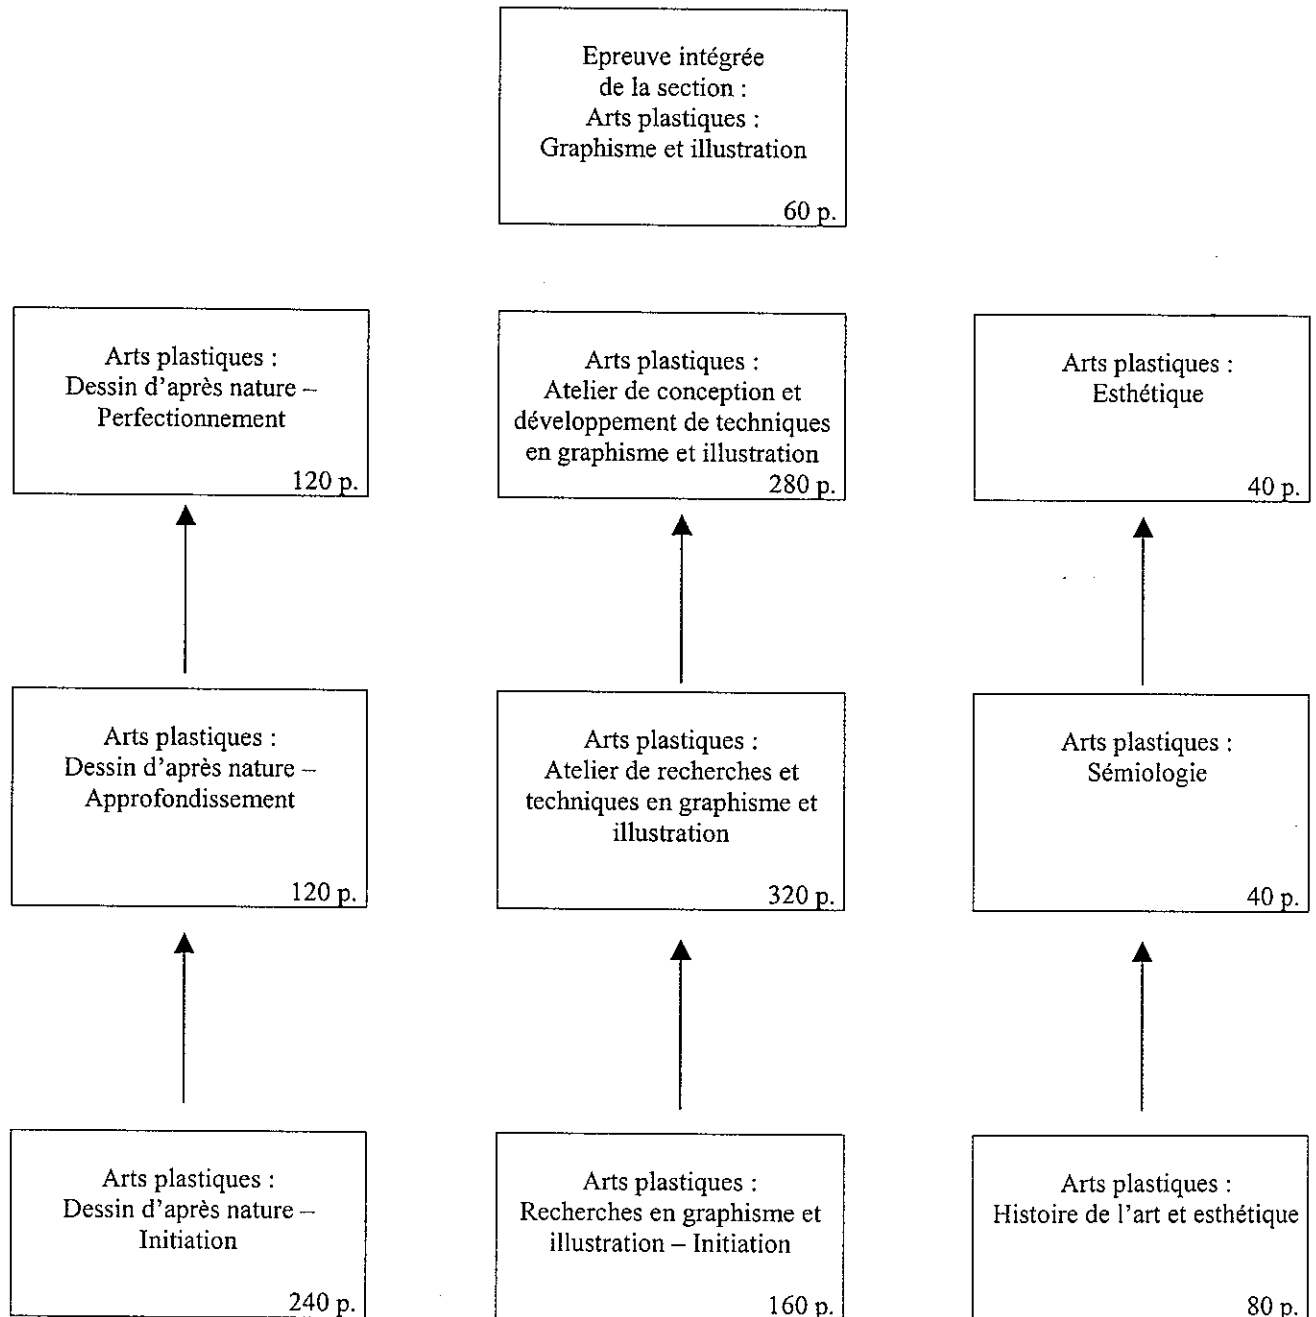 Epreuve intégrée
de la section :
Arts plastiques :
Graphisme et illustration
60 p.
Arts plastiques :
Dessin d'après nature –
Perfectionnement
120 p.
Arts plastiques :
Atelier de conception et
développement de techniques
en graphisme et illustration
280 p.
Arts plastiques :
Esthétique
40 p.
Arts plastiques :
Dessin d'après nature –
Approfondissement
120 p.
Arts plastiques :
Atelier de recherches et
techniques en graphisme et
illustration
320 p.
Arts plastiques :
Sémiologie
40 p.
Arts plastiques :
Dessin d'après nature –
Initiation
240 p.
Arts plastiques :
Recherches en graphisme et
illustration – Initiation
160 p.
Arts plastiques :
Histoire de l'art et esthétique
80 p.